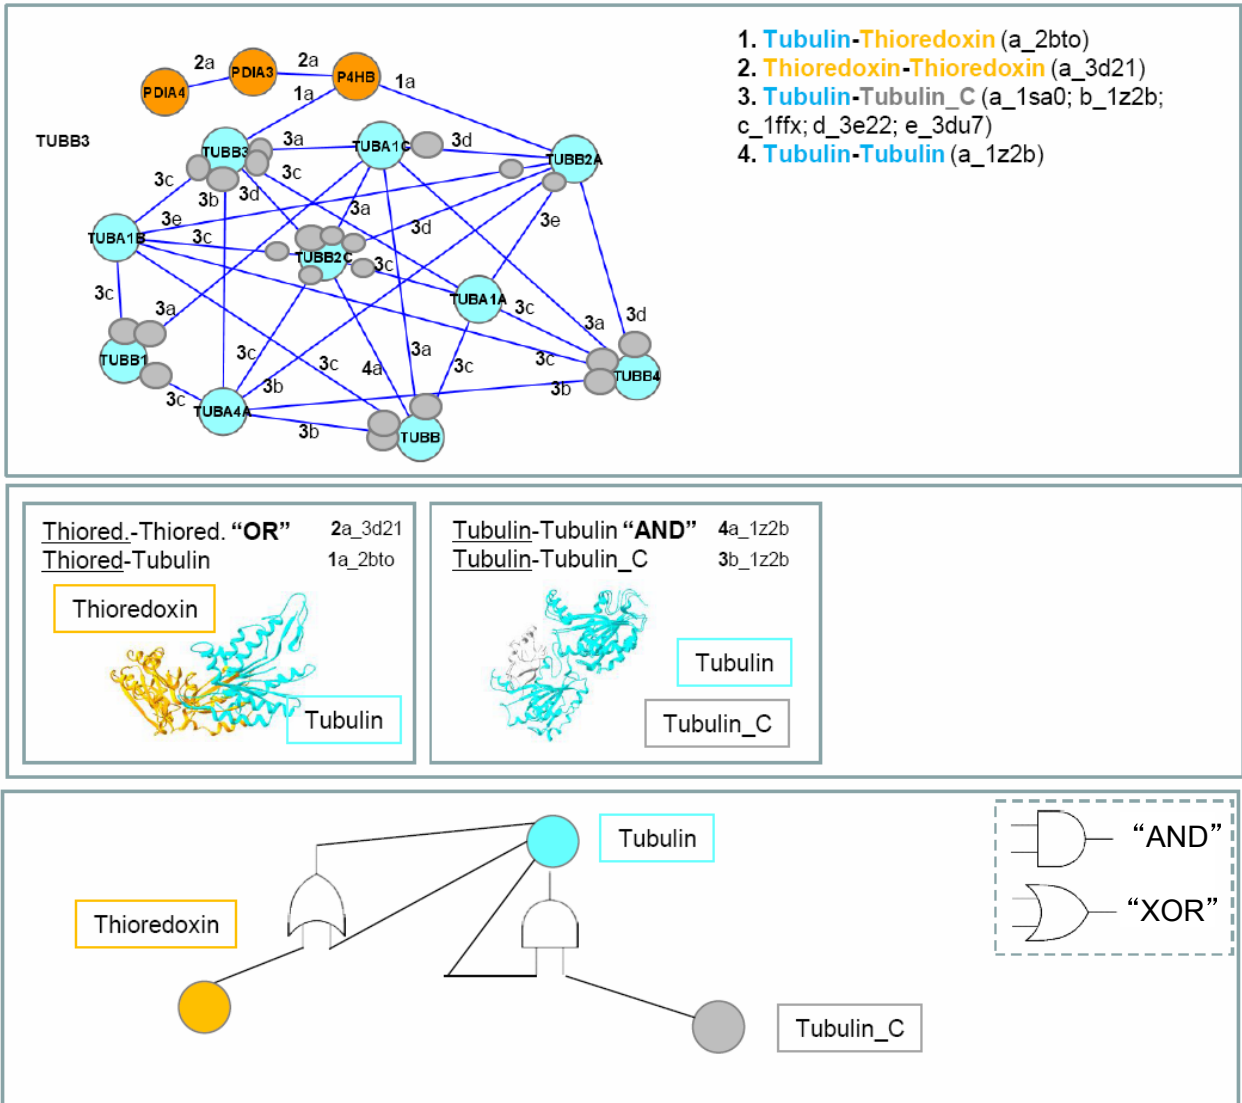 2a
2a
PDIA3
P4HB
PDIA4
1a
1a
TUBB3
TUBB3
3a
TUBA1C
3d
TUBB2A
3c
3c
3b
3d
3e
3a
3d
3e
TUBA1B
3c
TUBB2C
3c
3c
3a
TUBA1A
3c
3a
3d
TUBB1
3c
3c
4a
3a
3c
3c
TUBB4
3b
3b
3c
TUBA4A
3b
TUBB
1. Tubulin-Thioredoxin (a_2bto)
2. Thioredoxin-Thioredoxin (a_3d21)
3. Tubulin-Tubulin_C (a_1sa0; b_1z2b;
c_1ffx; d_3e22; e_3du7)
4. Tubulin-Tubulin (a_1z2b)
Thiored.-Thiored. “OR” 2a_3d21
Thiored-Tubulin 1a_2bto
Thioredoxin
Tubulin
Tubulin-Tubulin “AND” 4a_1z2b
Tubulin-Tubulin_C 3b_1z2b
Tubulin
Tubulin_C
Tubulin
Thioredoxin
Tubulin_C
“AND”
“XOR”